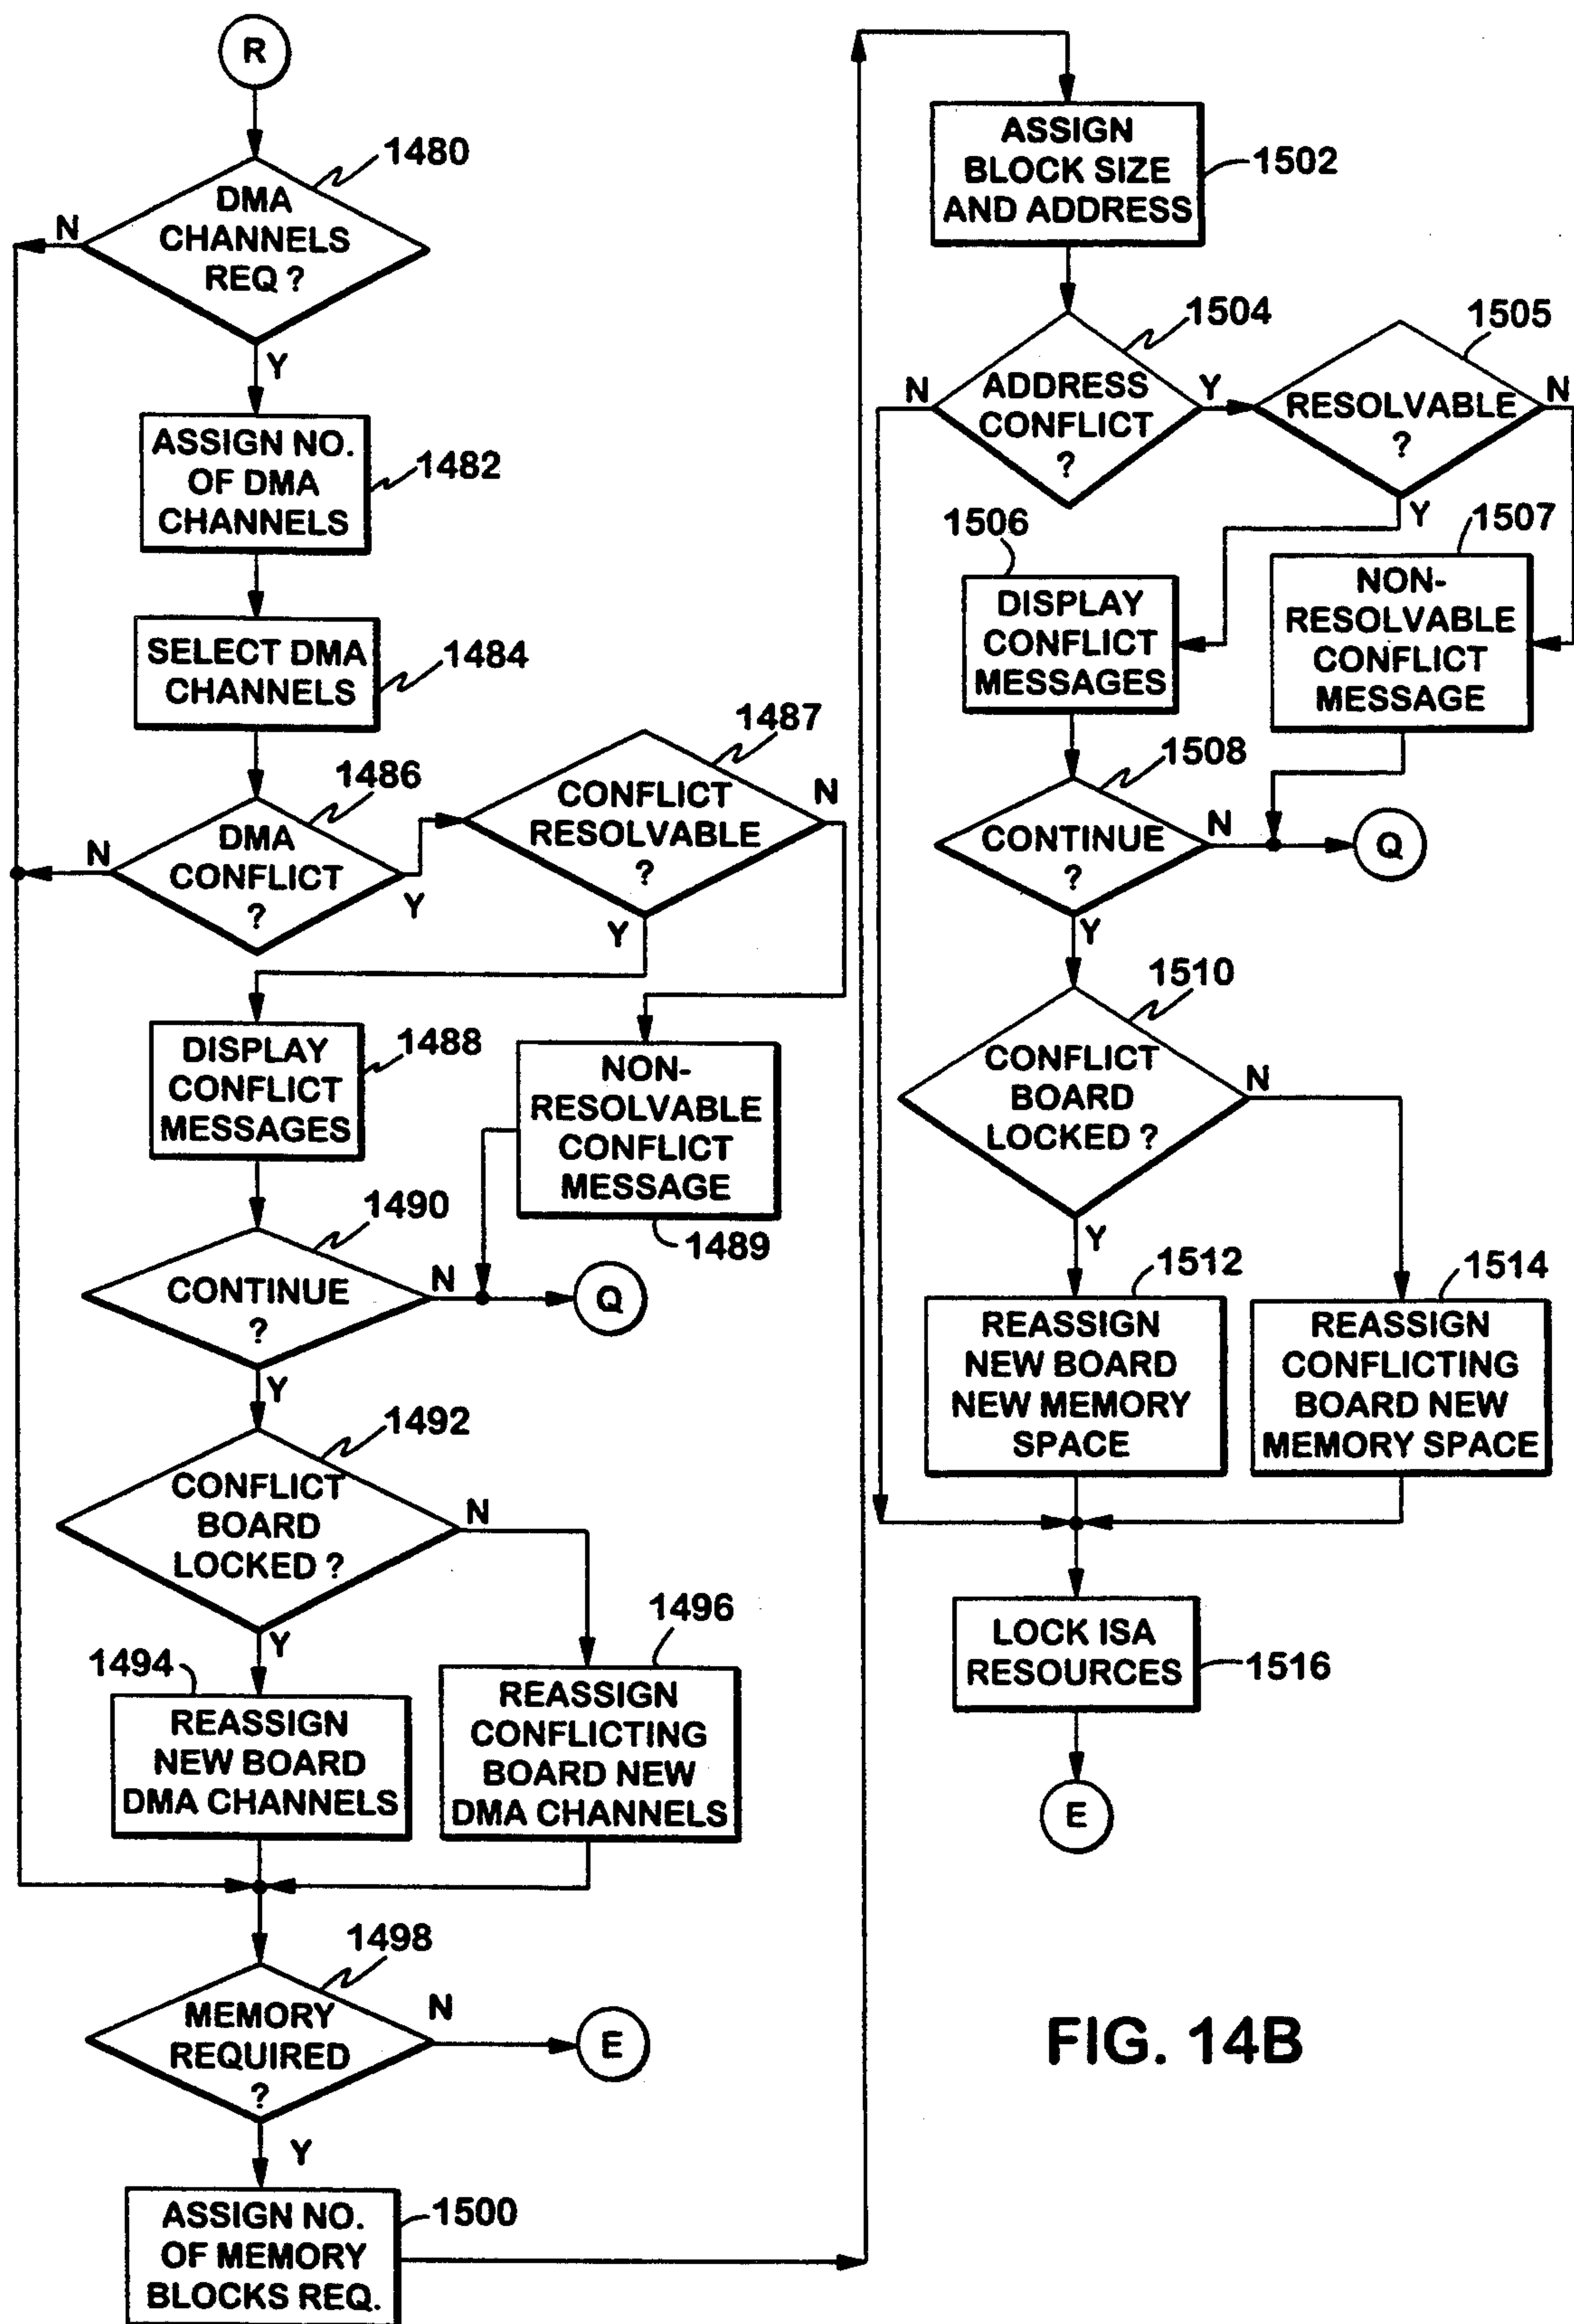 R
1480
DMA
CHANNELS
REQ ?
N
Y
ASSIGN NO.
OF DMA
CHANNELS
1482
SELECT DMA
CHANNELS
1484
1486
DMA
CONFLICT
?
N
Y
1487
CONFLICT
RESOLVABLE
?
N
Y
DISPLAY
CONFLICT
MESSAGES
1488
NON-
RESOLVABLE
CONFLICT
MESSAGE
1489
1490
CONTINUE
?
N
Q
Y
1492
CONFLICT
BOARD
LOCKED ?
N
Y
1494
REASSIGN
NEW BOARD
DMA CHANNELS
1496
REASSIGN
CONFLICTING
BOARD NEW
DMA CHANNELS
1498
MEMORY
REQUIRED
?
N
E
Y
ASSIGN NO.
OF MEMORY
BLOCKS REQ.
1500
ASSIGN
BLOCK SIZE
AND ADDRESS
1502
1504
ADDRESS
CONFLICT
?
N
Y
1505
RESOLVABLE
?
N
Y
1506
DISPLAY
CONFLICT
MESSAGES
1507
NON-
RESOLVABLE
CONFLICT
MESSAGE
1508
CONTINUE
?
N
Q
Y
1510
CONFLICT
BOARD
LOCKED ?
N
Y
1512
REASSIGN
NEW BOARD
NEW MEMORY
SPACE
1514
REASSIGN
CONFLICTING
BOARD NEW
MEMORY SPACE
LOCK ISA
RESOURCES
1516
E
FIG. 14B